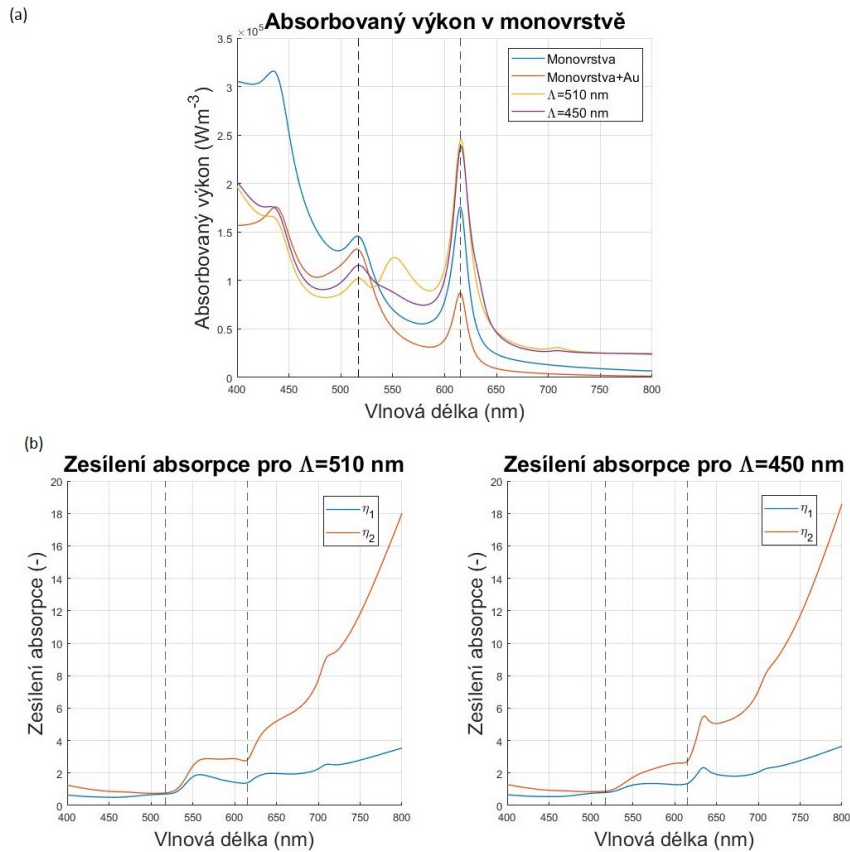 (a)
Absorbovaný výkon v monovrstvě
×10⁵
3.5
3
2.5
2
1.5
1
0.5
0
Absorbovaný výkon (Wm⁻³)
Monovrstva
Monovrstva+Au
Λ=510 nm
Λ=450 nm
400 450 500 550 600 650 700 750 800
Vlnová délka (nm)
(b)
Zesílení absorpce pro Λ=510 nm
20
18
16
14
12
10
8
6
4
2
0
Zesílení absorpce (-)
η₁
η₂
400 450 500 550 600 650 700 750 800
Vlnová délka (nm)
Zesílení absorpce pro Λ=450 nm
20
18
16
14
12
10
8
6
4
2
0
Zesílení absorpce (-)
η₁
η₂
400 450 500 550 600 650 700 750 800
Vlnová délka (nm)